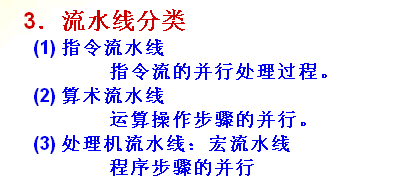 3．流水线分类
(1) 指令流水线
指令流的并行处理过程。
(2) 算术流水线
运算操作步骤的并行。
(3) 处理机流水线：宏流水线
程序步骤的并行